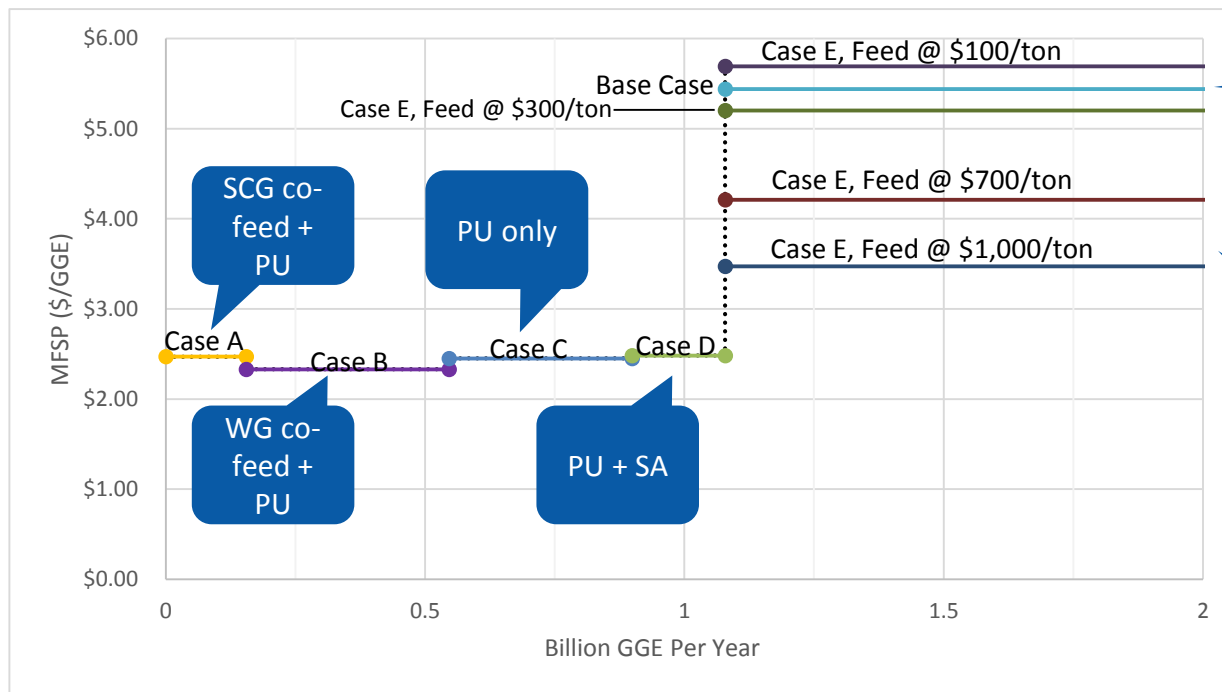 $6.00
$5.00
$4.00
$3.00
$2.00
$1.00
$0.00
MFSP ($/GGE)
Case E, Feed @ $100/ton
Base Case
Case E, Feed @ $300/ton
Case E, Feed @ $700/ton
Case E, Feed @ $1,000/ton
SCG co-
feed +
PU
PU only
Case A
Case B
Case C
Case D
WG co-
feed +
PU
PU + SA
0
0.5
1
1.5
2
Billion GGE Per Year